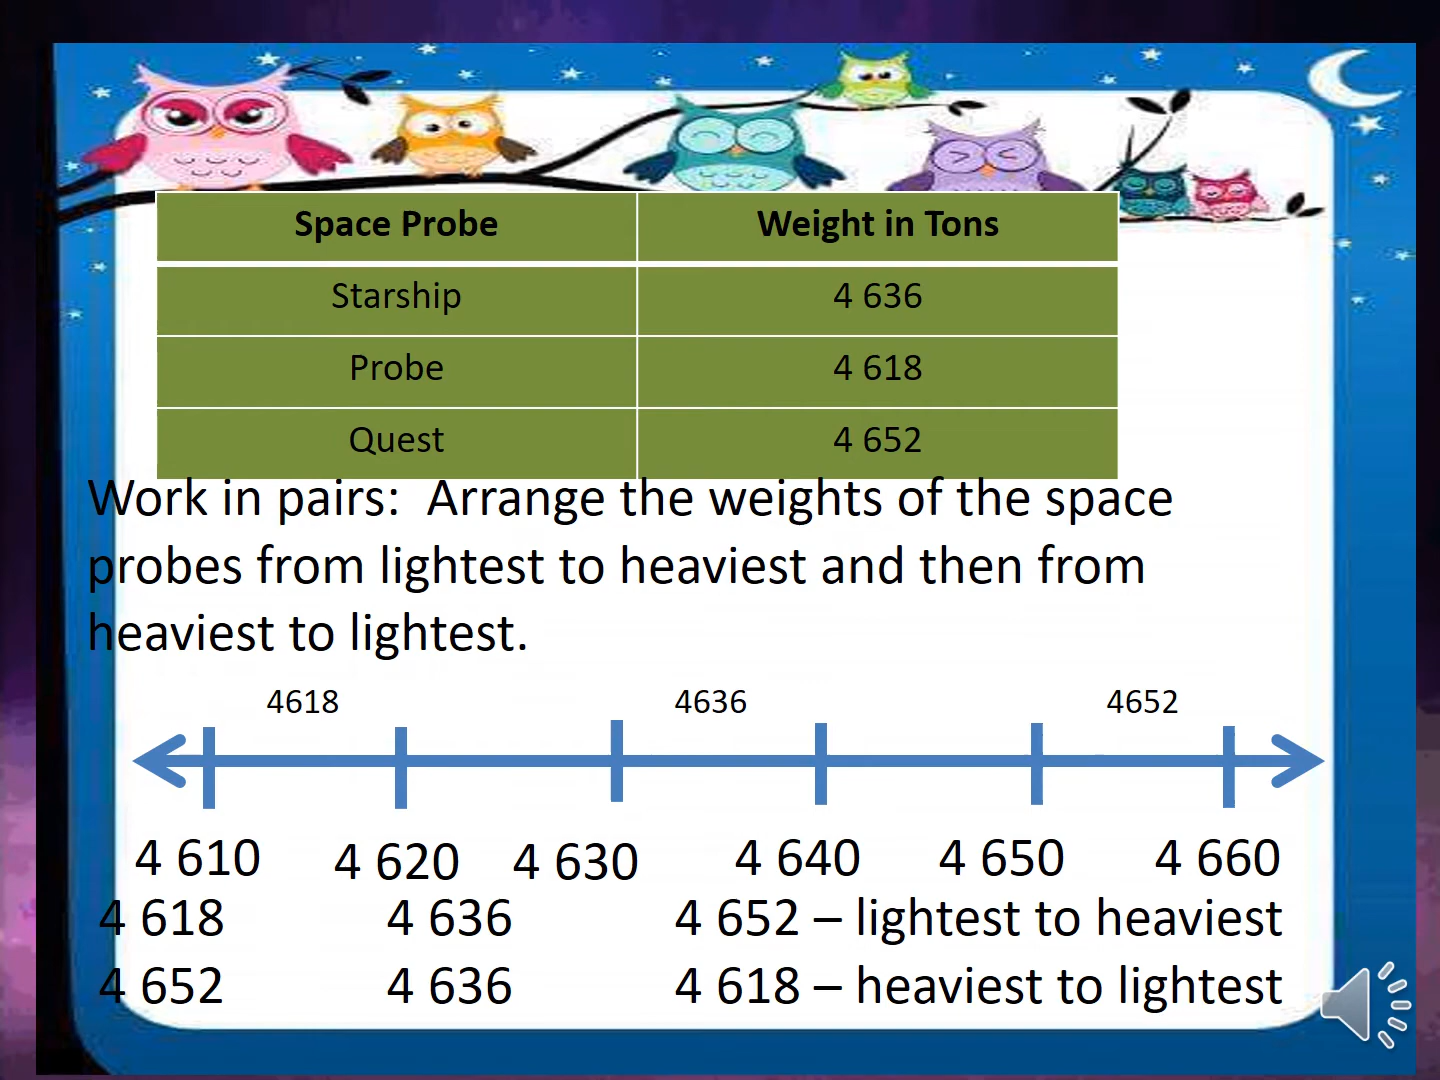 Space Probe Weight in Tons
Starship 4 636
Probe 4 618
Quest 4 652
Work in pairs:  Arrange the weights of the space
probes from lightest to heaviest and then from
heaviest to lightest.
4618 4636 4652
4 610 4 620 4 630 4 640 4 650 4 660
4 618 4 636 4 652 – lightest to heaviest
4 652 4 636 4 618 – heaviest to lightest